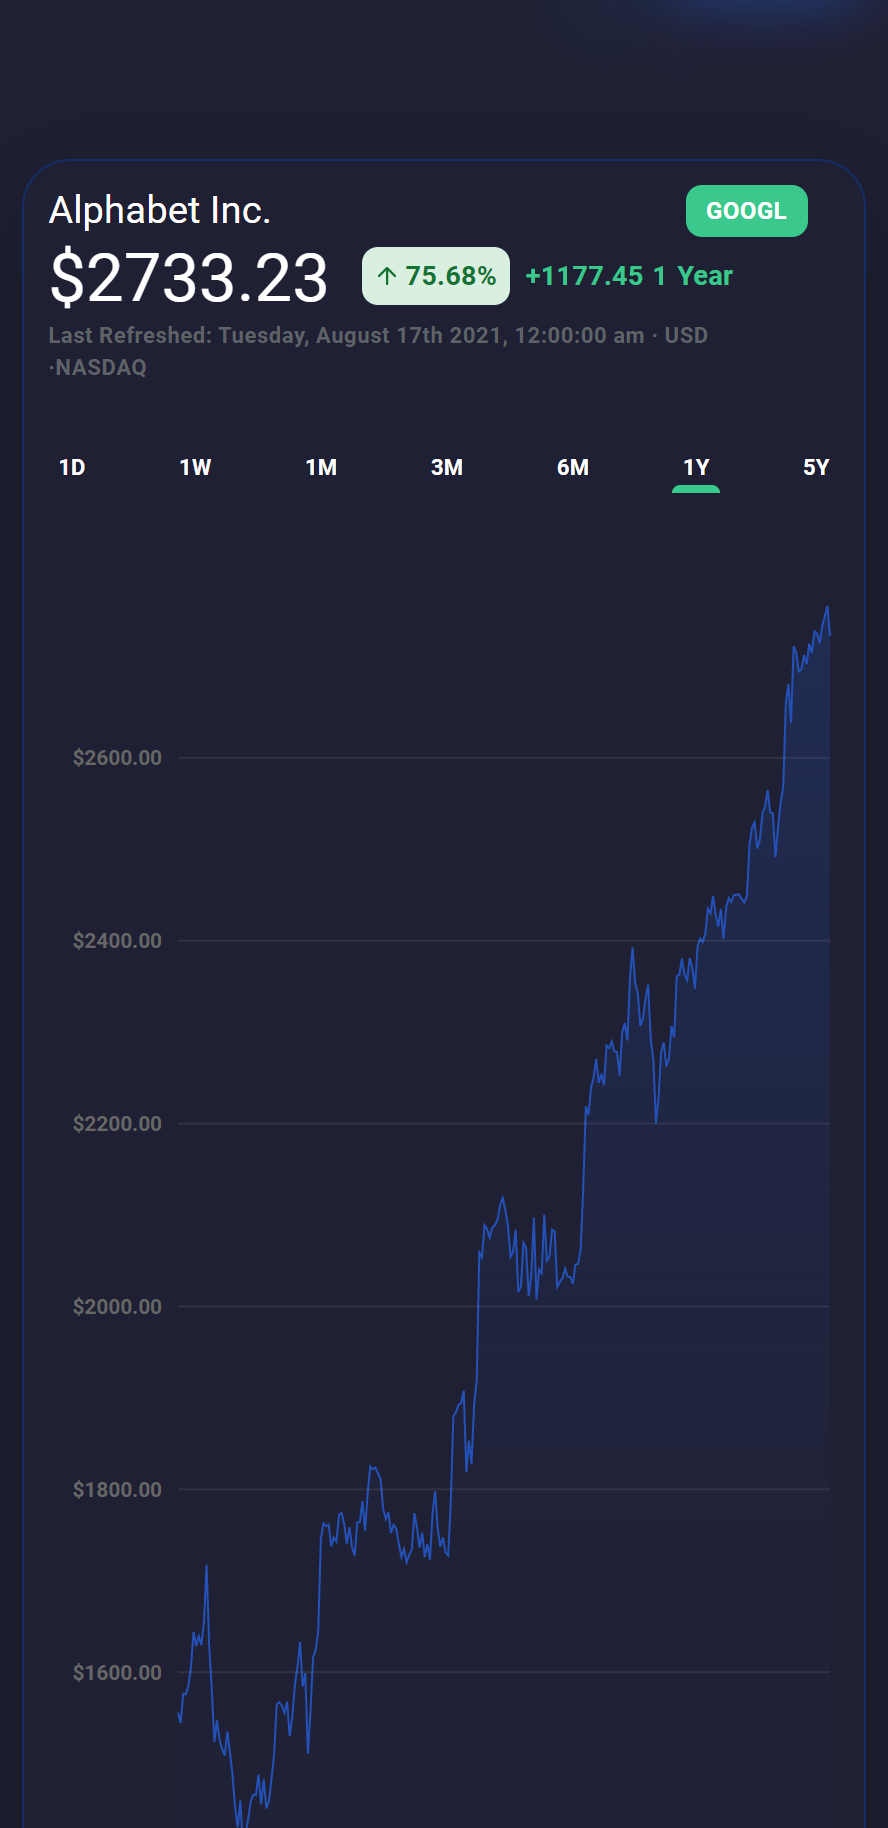 Alphabet Inc.
GOOGL
$2733.23
↑ 75.68%
+1177.45 1 Year
Last Refreshed: Tuesday, August 17th 2021, 12:00:00 am · USD
·NASDAQ
1D 1W 1M 3M 6M 1Y 5Y
$2600.00
$2400.00
$2200.00
$2000.00
$1800.00
$1600.00